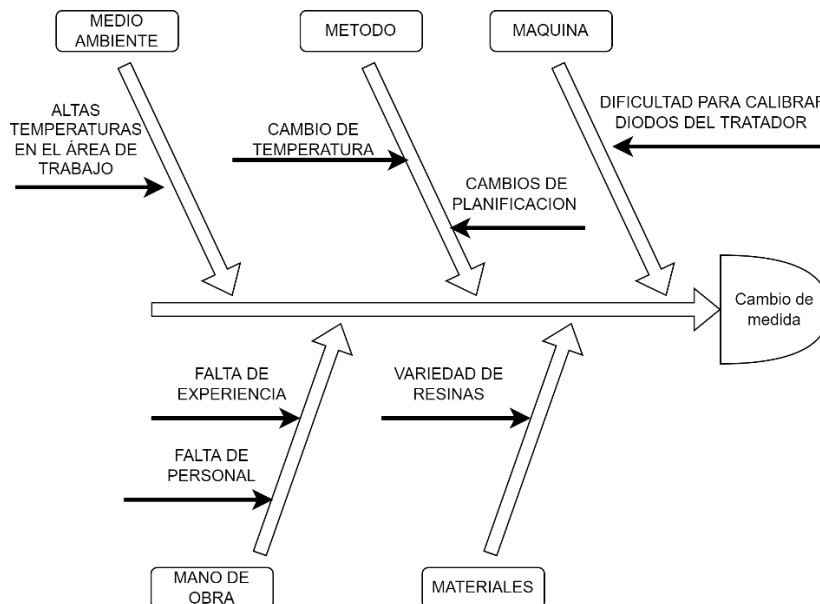 MEDIO
AMBIENTE
METODO
MAQUINA
ALTAS
TEMPERATURAS
EN EL ÁREA DE
TRABAJO
CAMBIO DE
TEMPERATURA
CAMBIOS DE
PLANIFICACION
DIFICULTAD PARA CALIBRAR
DIODOS DEL TRATADOR
Cambio de
medida
FALTA DE
EXPERIENCIA
FALTA DE
PERSONAL
VARIEDAD DE
RESINAS
MANO DE
OBRA
MATERIALES